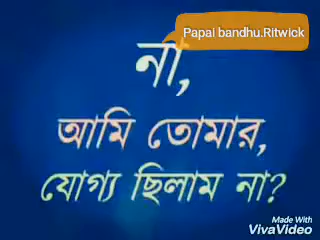 Papai bandhu.Ritwick
না,
আমি তোমার,
যোগ্য ছিলাম না?
Made With
VivaVideo